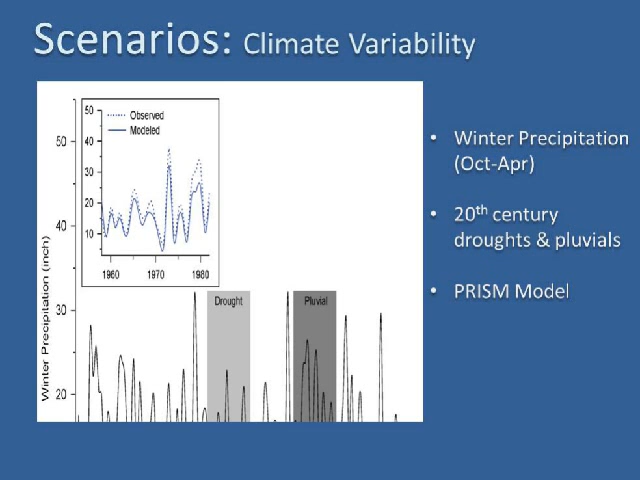 Scenarios: Climate Variability
50
40
30
20
Winter Precipitation (inch)
50
40
30
20
10
Observed
Modeled
1960 1970 1980
Drought
Pluvial
• Winter Precipitation
(Oct-Apr)
• 20th century
droughts & pluvials
• PRISM Model